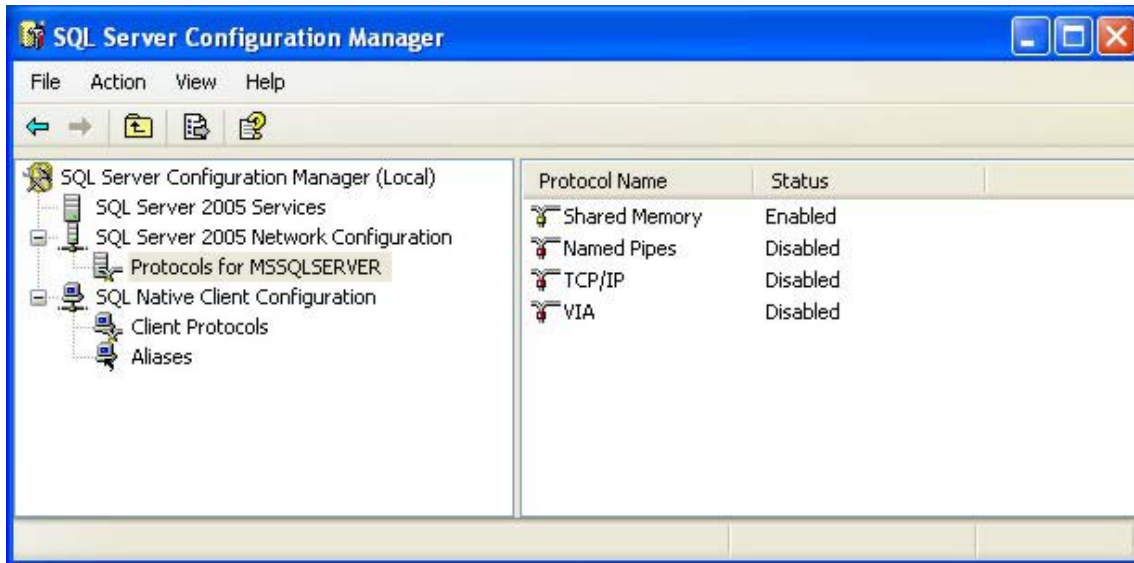 SQL Server Configuration Manager
File Action View Help
SQL Server Configuration Manager (Local)
SQL Server 2005 Services
SQL Server 2005 Network Configuration
Protocols for MSSQLSERVER
SQL Native Client Configuration
Client Protocols
Aliases
Protocol Name Status
Shared Memory Enabled
Named Pipes Disabled
TCP/IP Disabled
VIA Disabled